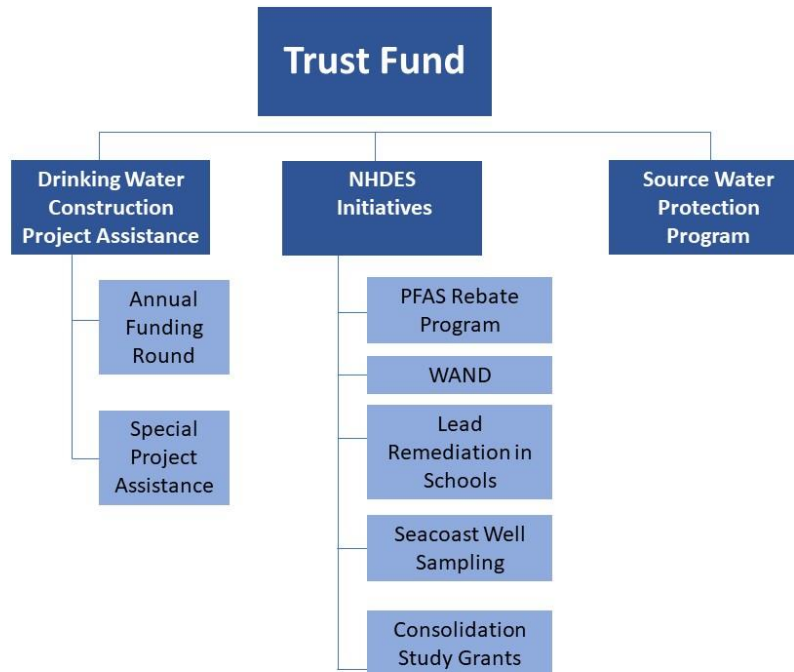 Trust Fund
Drinking Water
Construction
Project Assistance
NHDES
Initiatives
Source Water
Protection
Program
Annual
Funding
Round
Special
Project
Assistance
PFAS Rebate
Program
WAND
Lead
Remediation in
Schools
Seacoast Well
Sampling
Consolidation
Study Grants